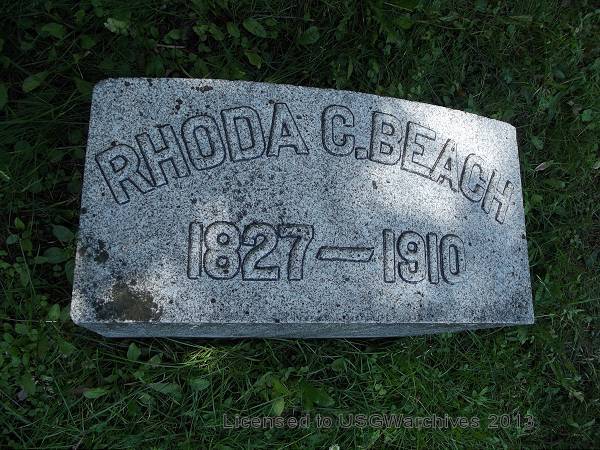 RHODA C. BEACH
1827—1910
Licensed to USGWarchives 2013